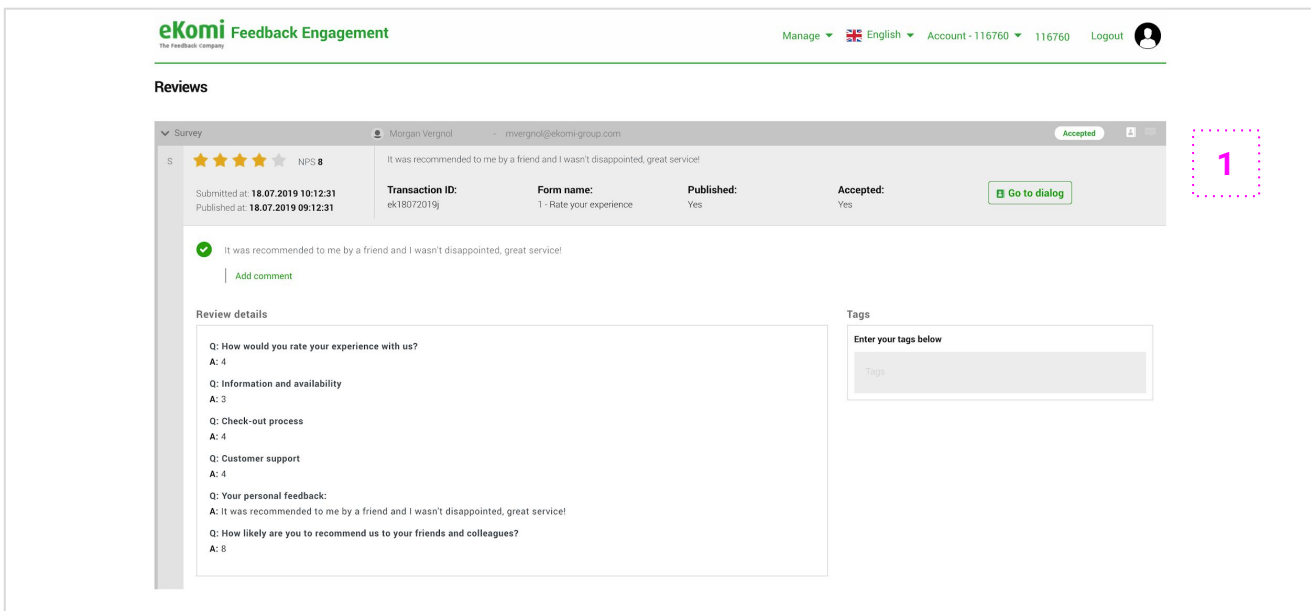 eKomi Feedback Engagement
The Feedback Company
Manage English Account - 116760 116760 Logout
Reviews
Survey Morgan Vergnol - mvergnol@ekomi-group.com Accepted
S NPS 8 It was recommended to me by a friend and I wasn't disappointed, great service!
Submitted at: 18.07.2019 10:12:31
Published at: 18.07.2019 09:12:31
Transaction ID: Form name: Published: Accepted:
ek18072019j 1 - Rate your experience Yes Yes
Go to dialog
1
It was recommended to me by a friend and I wasn't disappointed, great service!
Add comment
Review details
Q: How would you rate your experience with us?
A: 4
Q: Information and availability
A: 3
Q: Check-out process
A: 4
Q: Customer support
A: 4
Q: Your personal feedback:
A: It was recommended to me by a friend and I wasn't disappointed, great service!
Q: How likely are you to recommend us to your friends and colleagues?
A: 8
Tags
Enter your tags below
Tags